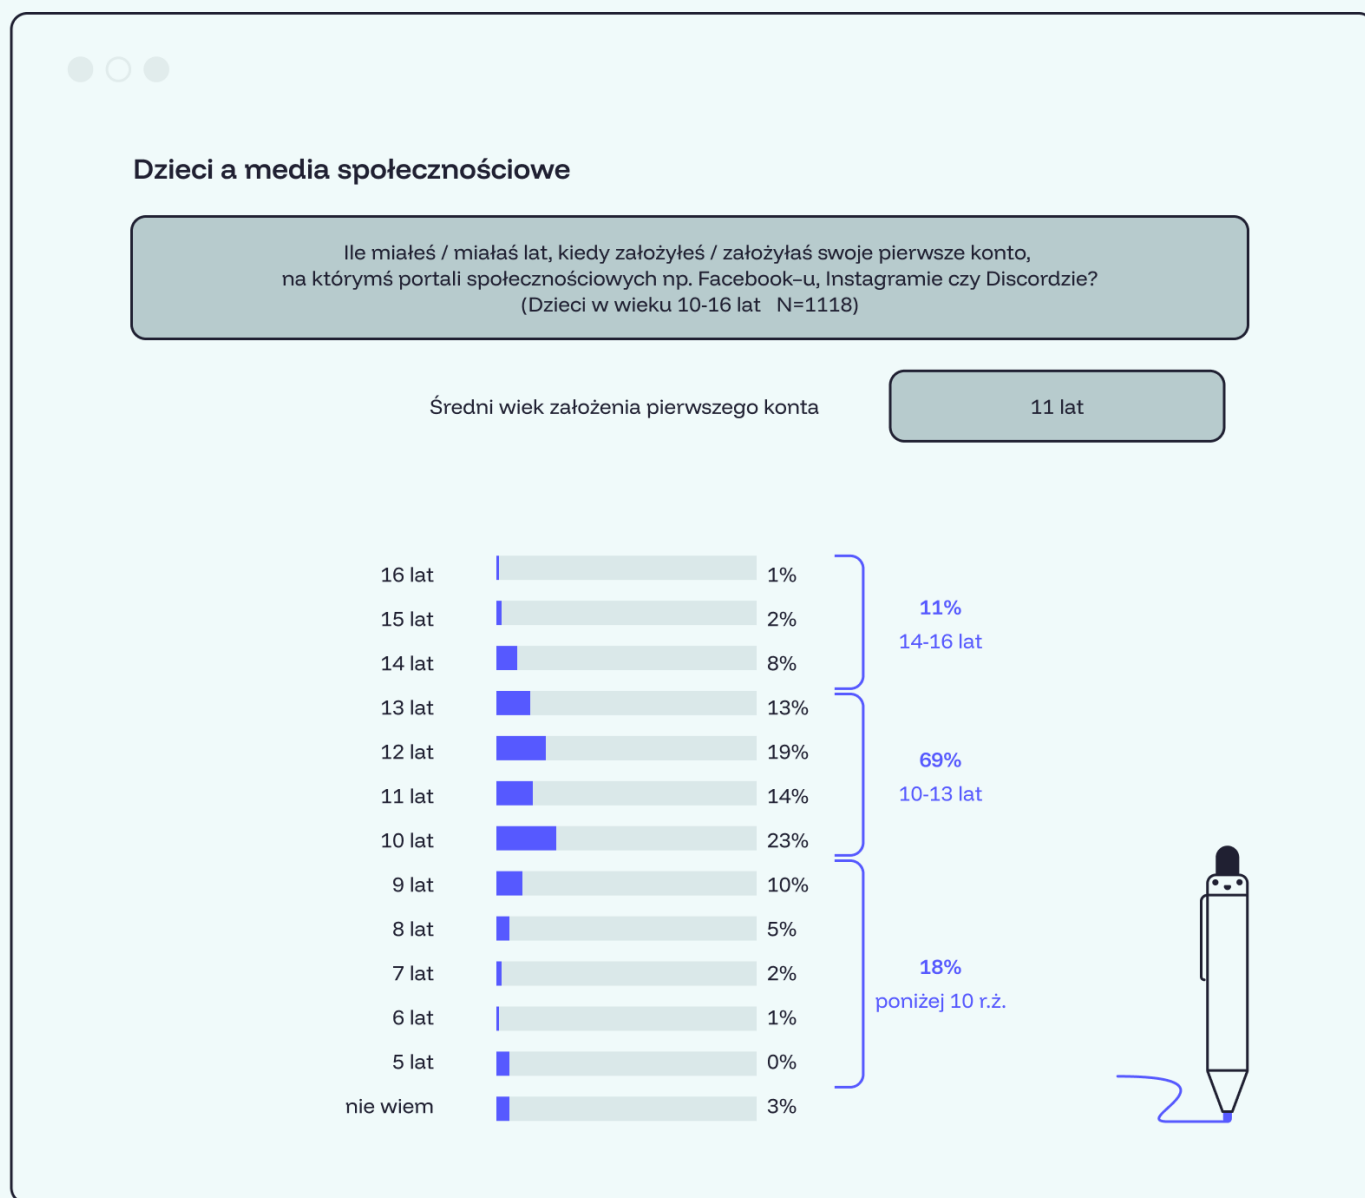 Dzieci a media społecznościowe
Ile miałeś / miałaś lat, kiedy założyłeś / założyłaś swoje pierwsze konto,
na którymś portali społecznościowych np. Facebook–u, Instagramie czy Discordzie?
(Dzieci w wieku 10-16 lat N=1118)
Średni wiek założenia pierwszego konta 11 lat
16 lat 1%
15 lat 2%
14 lat 8%
11%
14-16 lat
13 lat 13%
12 lat 19%
11 lat 14%
10 lat 23%
69%
10-13 lat
9 lat 10%
8 lat 5%
7 lat 2%
6 lat 1%
5 lat 0%
18%
poniżej 10 r.ż.
nie wiem 3%